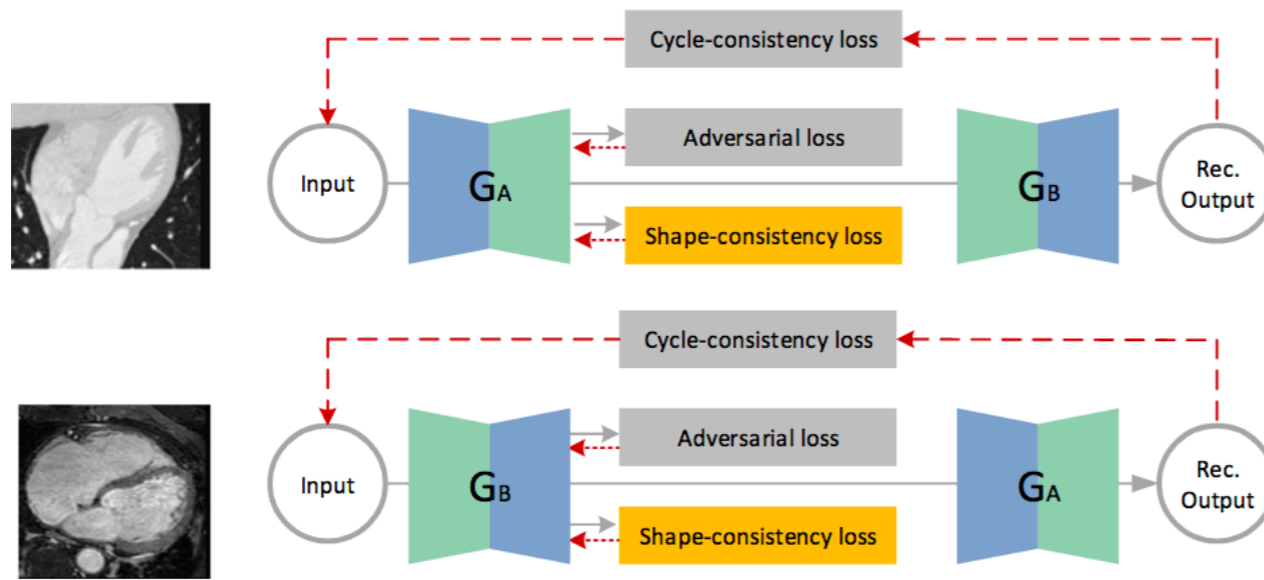 Cycle-consistency loss
Adversarial loss
Input
GA
GB
Rec.
Output
Shape-consistency loss
Cycle-consistency loss
Adversarial loss
Input
GB
GA
Rec.
Output
Shape-consistency loss